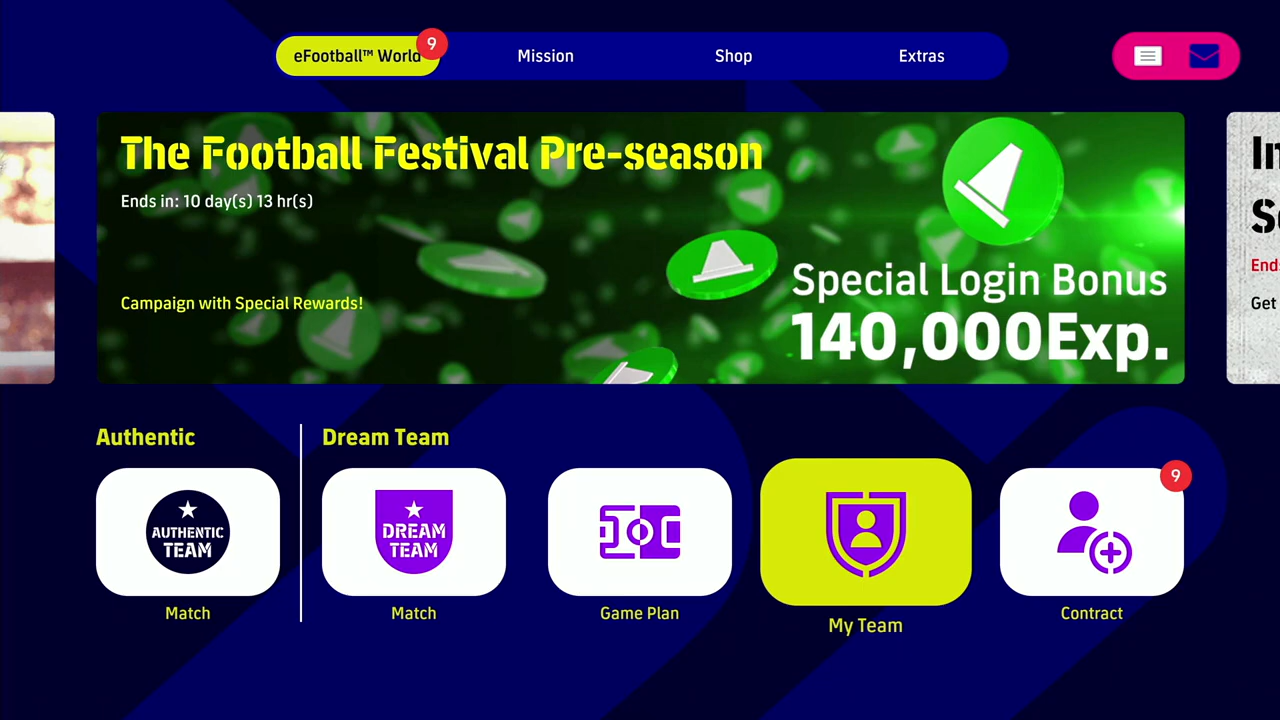 eFootball™ World
9
Mission
Shop
Extras
The Football Festival Pre-season
Ends in: 10 day(s) 13 hr(s)
Campaign with Special Rewards!
Special Login Bonus
140,000Exp.
Get
Authentic
Dream Team
AUTHENTIC
TEAM
Match
DREAM
TEAM
Match
Game Plan
My Team
9
Contract